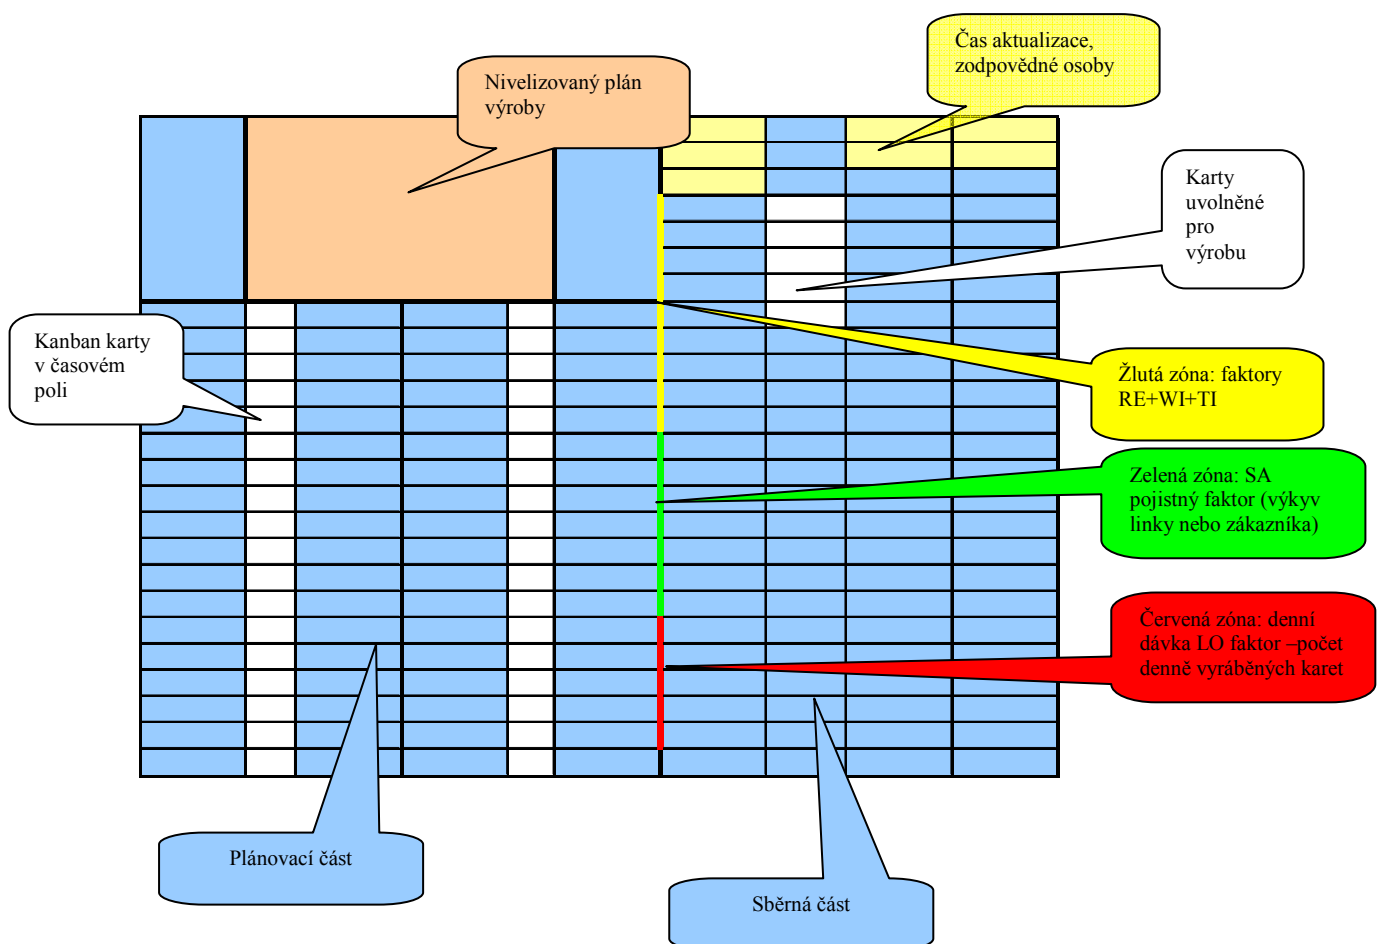 Čas aktualizace,
zodpovědné osoby
Nivelizovaný plán
výroby
Karty
uvolněné
pro
výrobu
Kanban karty
v časovém
poli
Žlutá zóna: faktory
RE+WI+TI
Zelená zóna: SA
pojistný faktor (výkyv
linky nebo zákazníka)
Červená zóna: denní
dávka LO faktor –počet
denně vyráběných karet
Plánovací část
Sběrná část